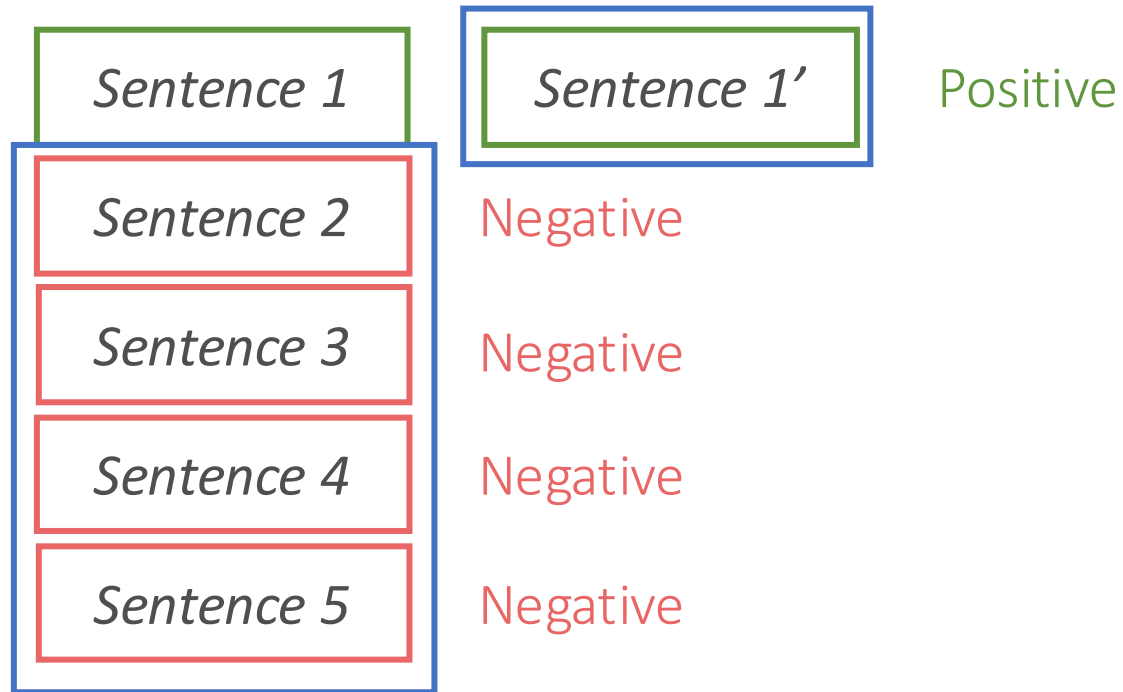 Sentence 1 Sentence 1’ Positive
Sentence 2 Negative
Sentence 3 Negative
Sentence 4 Negative
Sentence 5 Negative